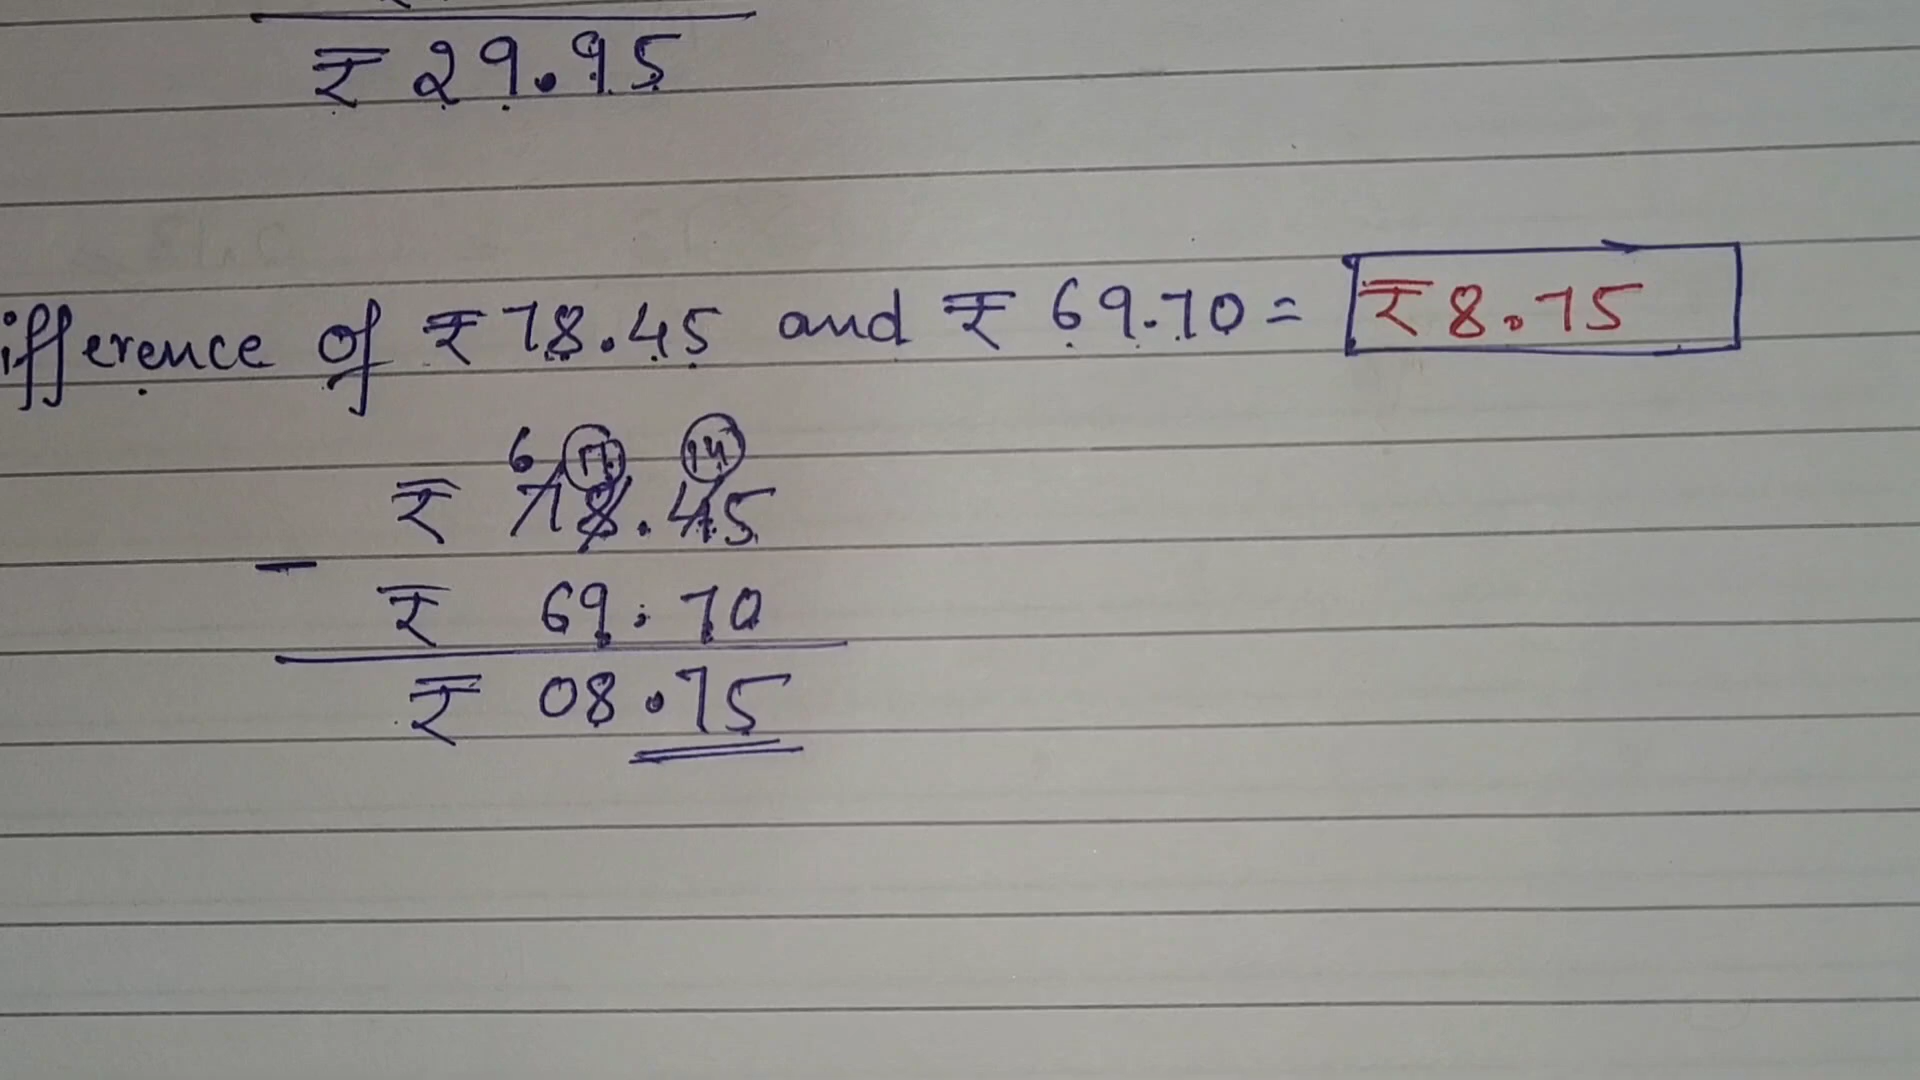 ₹ 29.95
ifference of ₹ 78.45 and ₹ 69.70 = ₹ 8.75
6 17 14
₹ 78.45
-
₹ 69.70
₹ 08.75